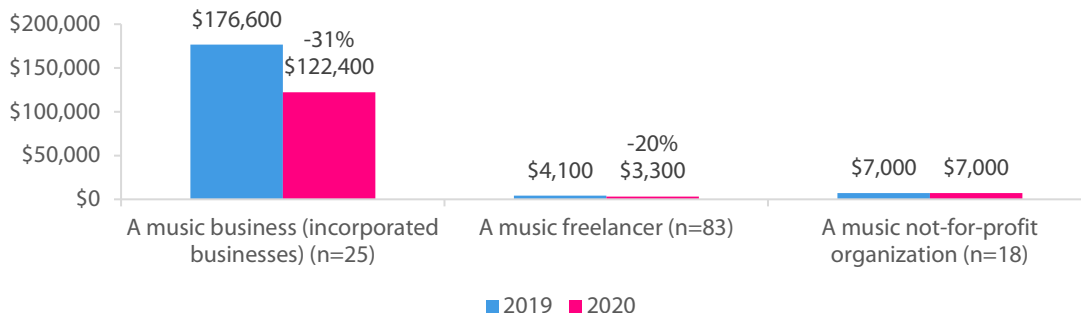 $200,000
$150,000
$100,000
$50,000
$0
$176,600
-31%
$122,400
-20%
$4,100 $3,300
$7,000 $7,000
A music business (incorporated
businesses) (n=25)
A music freelancer (n=83)
A music not-for-profit
organization (n=18)
2019 2020